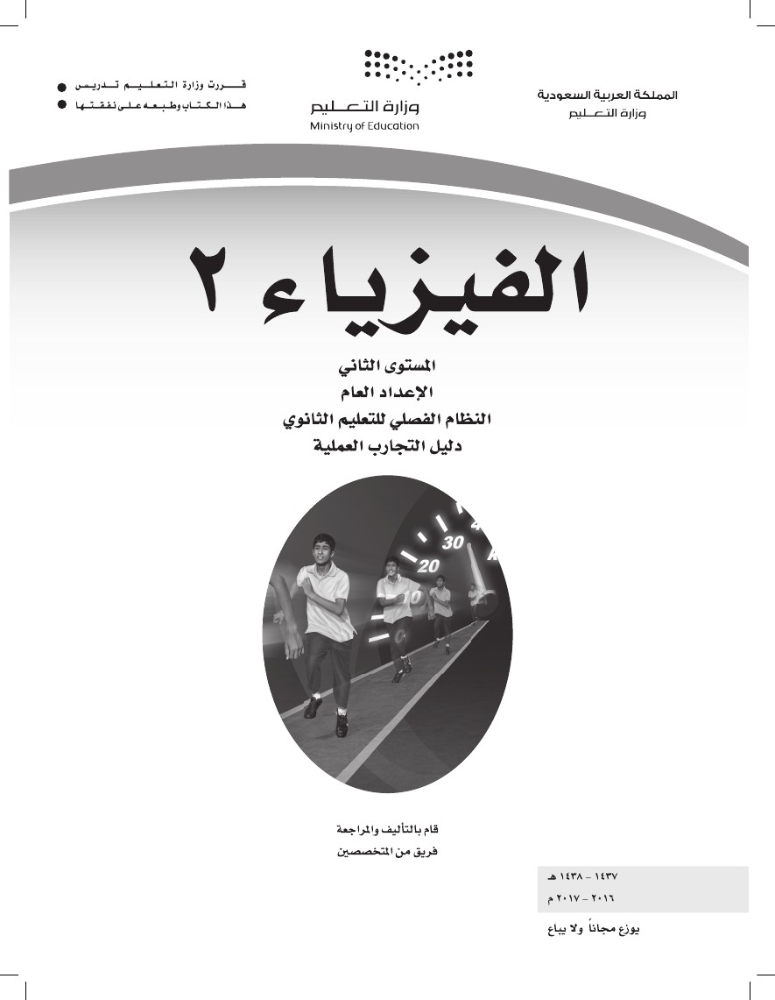 المملكة العربية السعودية
وزارة التعليم
وزارة التعليم
Ministry of Education
قررت وزارة التعليم تدريس
هذا الكتاب وطبعه على نفقتها
الفيزياء ٢
المستوى الثاني
الإعداد العام
النظام الفصلي للتعليم الثانوي
دليل التجارب العملية
30
20
10
0
قام بالتأليف والمراجعة
فريق من المتخصصين
١٤٣٧ – ١٤٣٨ هـ
٢٠١٦ – ٢٠١٧ م
يوزع مجاناً ولا يباع